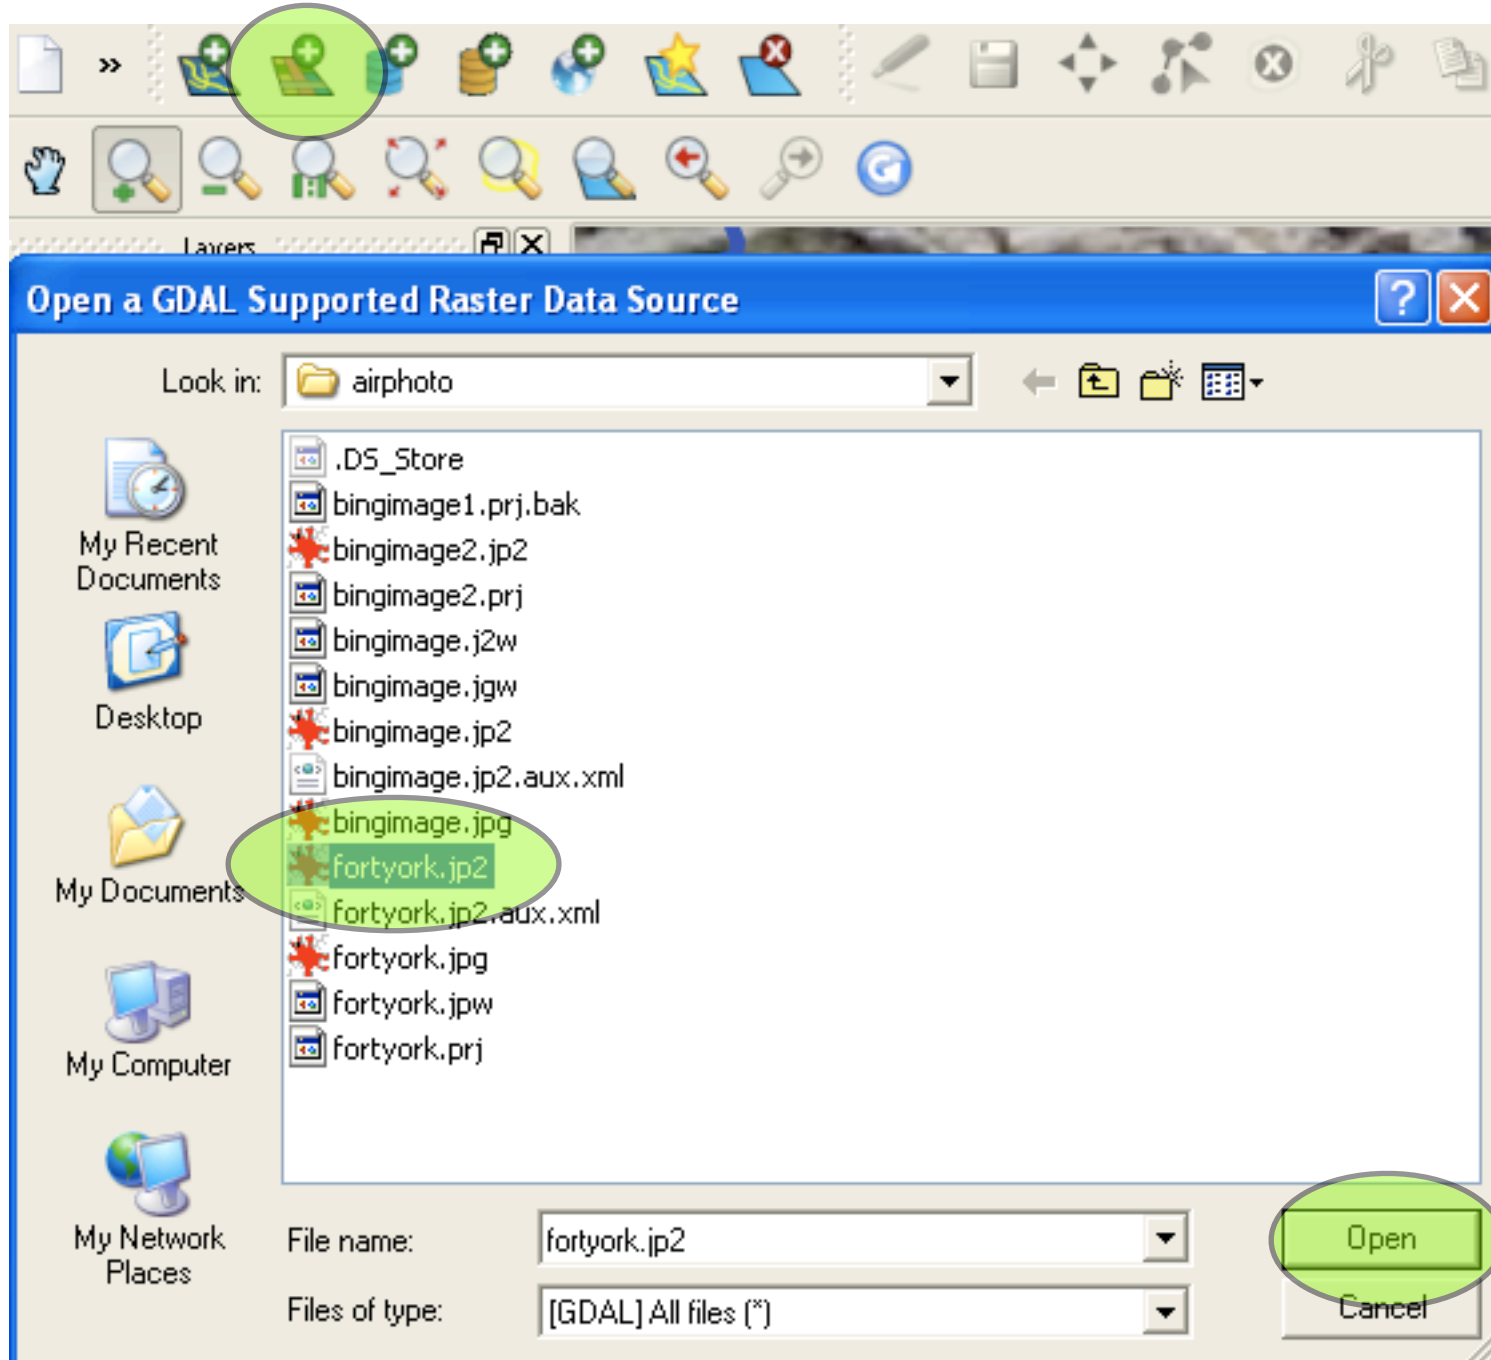 »
Layers
Open a GDAL Supported Raster Data Source
Look in:
airphoto
.DS_Store
bingimage1.prj.bak
bingimage2.jp2
bingimage2.prj
bingimage.j2w
bingimage.jgw
bingimage.jp2
bingimage.jp2.aux.xml
bingimage.jpg
fortyork.jp2
fortyork.jp2.aux.xml
fortyork.jpg
fortyork.jpw
fortyork.prj
My Recent
Documents
Desktop
My Documents
My Computer
My Network
Places
File name:
fortyork.jp2
Open
Files of type:
[GDAL] All files (*)
Cancel